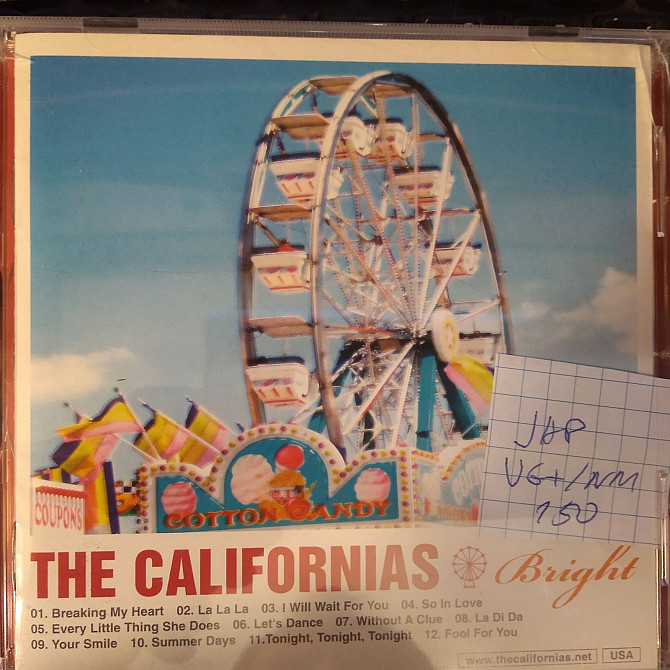 COUPONS
COTTON CANDY
JAP
VG+/NM
150
THE CALIFORNIAS Bright
01. Breaking My Heart 02. La La La 03. I Will Wait For You 04. So In Love
05. Every Little Thing She Does 06. Let's Dance 07. Without A Clue 08. La Di Da
09. Your Smile 10. Summer Days 11.Tonight, Tonight, Tonight 12. Fool For You
www.thecalifornias.net USA